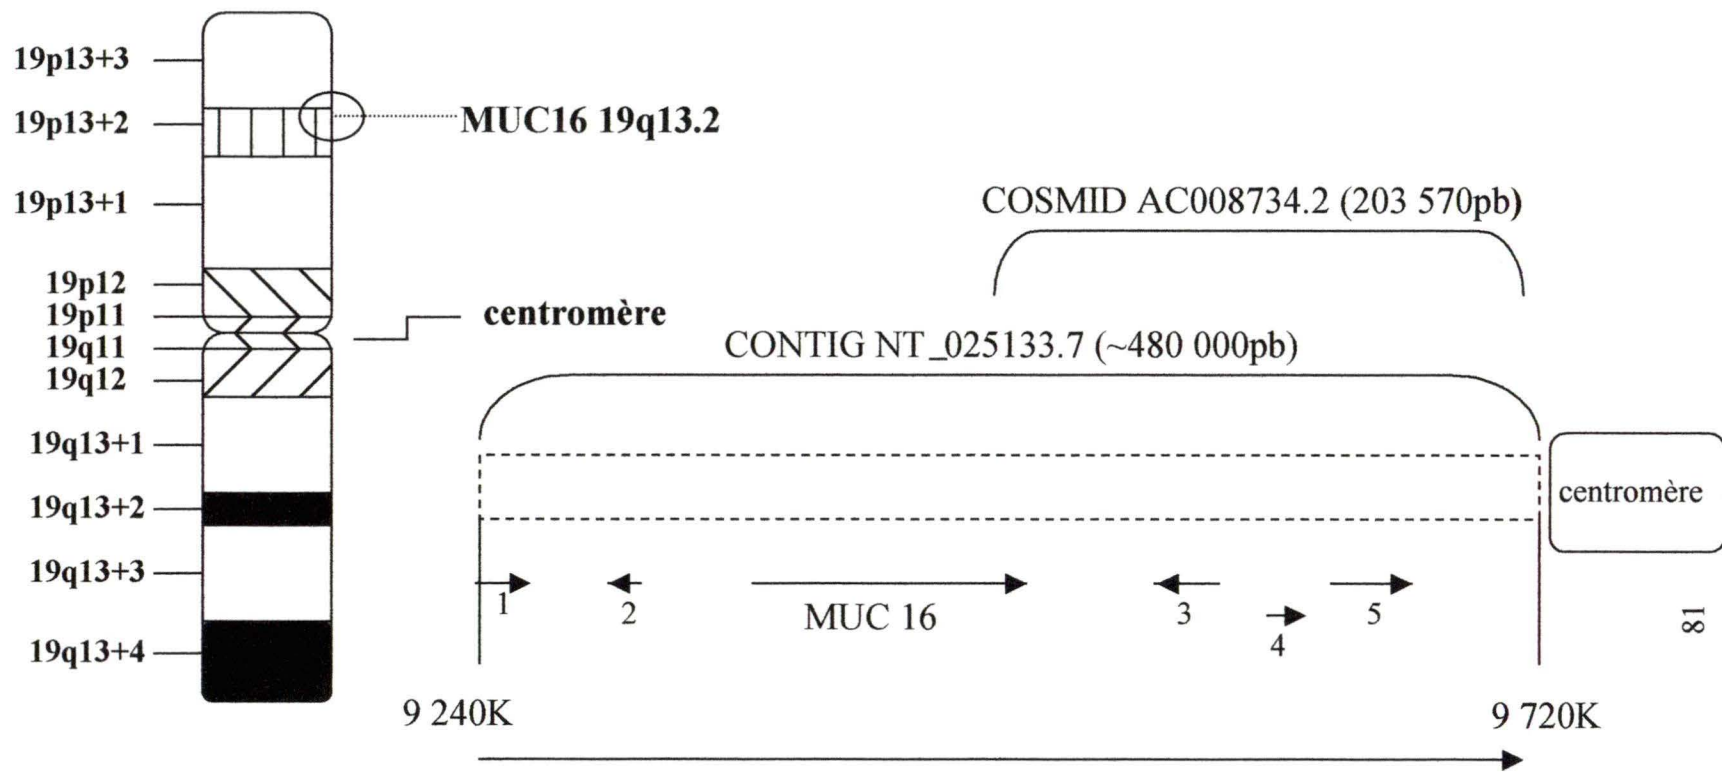 19p13+3
19p13+2
19p13+1
19p12
19p11
19q11
19q12
19q13+1
19q13+2
19q13+3
19q13+4
MUC16 19q13.2
centromère
COSMID AC008734.2 (203 570pb)
CONTIG NT_025133.7 (~480 000pb)
centromère
1
2
MUC 16
3
4
5
81
9 240K
9 720K